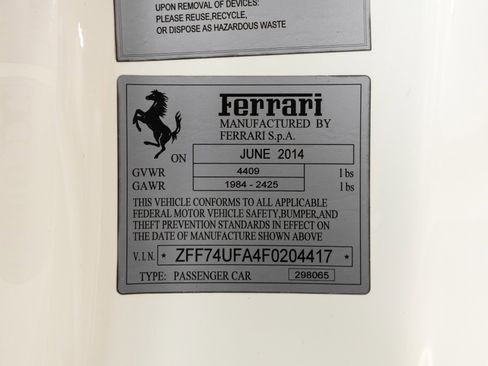 UPON REMOVAL OF DEVICES:
PLEASE REUSE,RECYCLE,
OR DISPOSE AS HAZARDOUS WASTE
Ferrari
MANUFACTURED BY
FERRARI S.p.A.
ON JUNE 2014
GVWR 4409 lbs
GAWR 1984 - 2425 lbs
THIS VEHICLE CONFORMS TO ALL APPLICABLE
FEDERAL MOTOR VEHICLE SAFETY,BUMPER,AND
THEFT PREVENTION STANDARDS IN EFFECT ON
THE DATE OF MANUFACTURE SHOWN ABOVE
V.I.N. * ZFF74UFA4F0204417 *
TYPE: PASSENGER CAR 298065